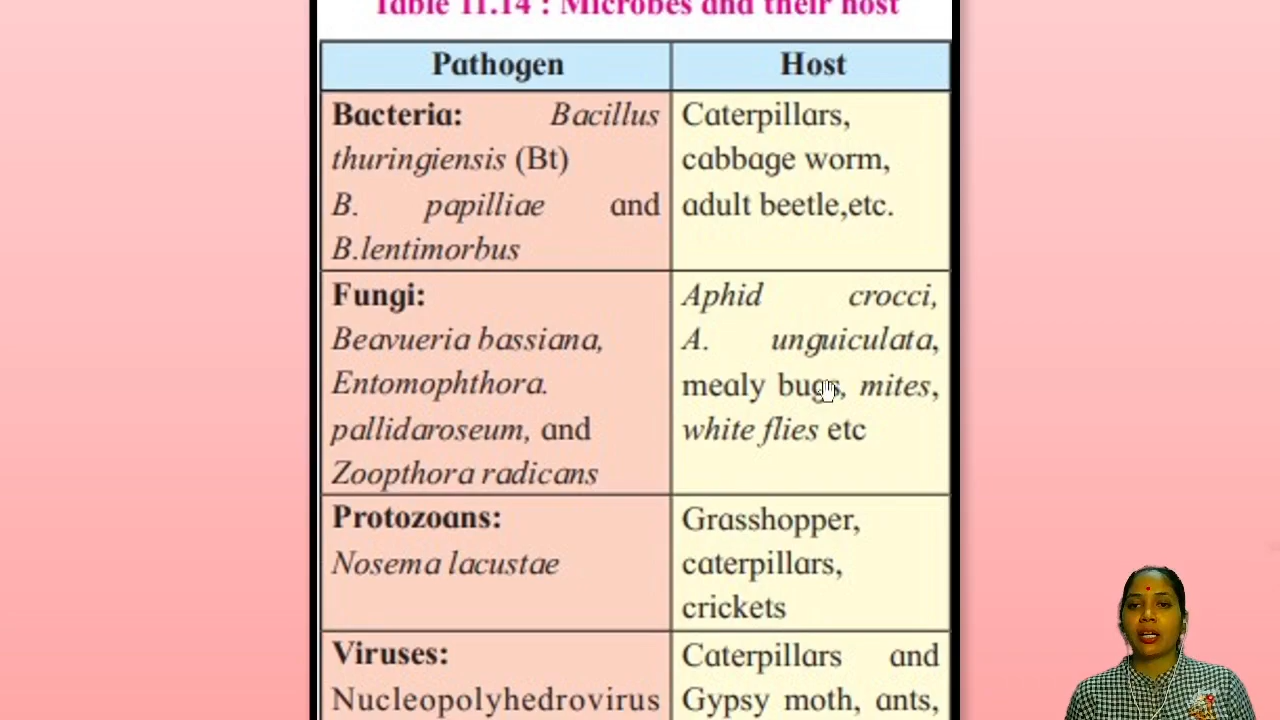 Table 11.14 : Microbes and their host
Pathogen
Host
Bacteria: Bacillus
thuringiensis (Bt)
B. papilliae and
B.lentimorbus
Caterpillars,
cabbage worm,
adult beetle,etc.
Fungi:
Beavueria bassiana,
Entomophthora.
pallidaroseum, and
Zoopthora radicans
Aphid crocci,
A. unguiculata,
mealy bugs, mites,
white flies etc
Protozoans:
Nosema lacustae
Grasshopper,
caterpillars,
crickets
Viruses:
Nucleopolyhedrovirus
Caterpillars and
Gypsy moth, ants,